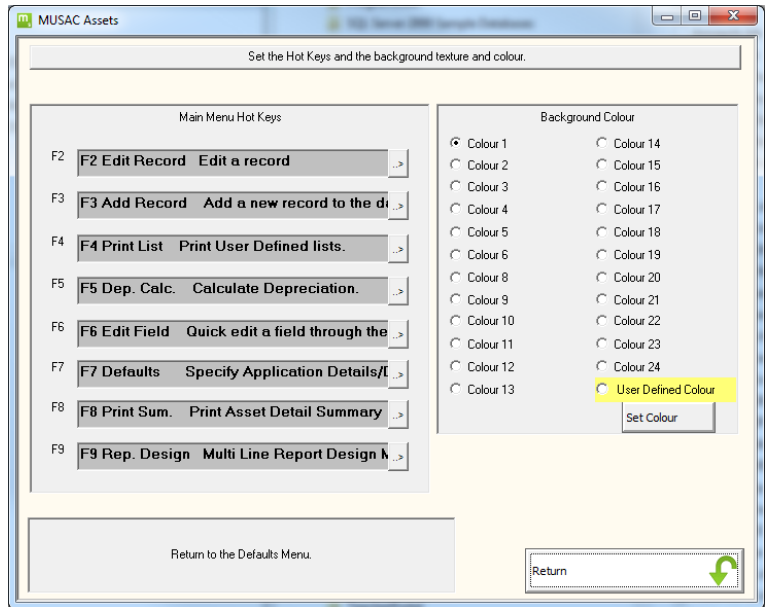 MUSAC Assets
Set the Hot Keys and the background texture and colour.
Main Menu Hot Keys
F2 F2 Edit Record Edit a record ..>
F3 F3 Add Record Add a new record to the da ..>
F4 F4 Print List Print User Defined lists. ..>
F5 F5 Dep. Calc. Calculate Depreciation. ..>
F6 F6 Edit Field Quick edit a field through the ..>
F7 F7 Defaults Specify Application Details/D ..>
F8 F8 Print Sum. Print Asset Detail Summary ..>
F9 F9 Rep. Design Multi Line Report Design M ..>
Background Colour
Colour 1 Colour 14
Colour 2 Colour 15
Colour 3 Colour 16
Colour 4 Colour 17
Colour 5 Colour 18
Colour 6 Colour 19
Colour 8 Colour 20
Colour 9 Colour 21
Colour 10 Colour 22
Colour 11 Colour 23
Colour 12 Colour 24
Colour 13 User Defined Colour
Set Colour
Return to the Defaults Menu.
Return